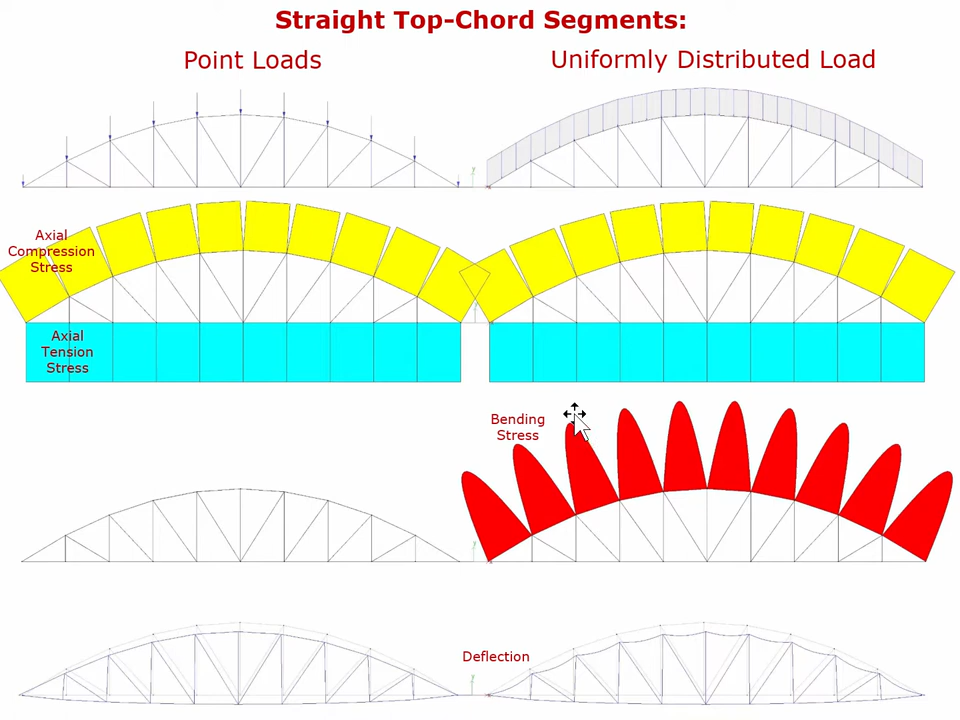 Straight Top-Chord Segments:
Point Loads
Uniformly Distributed Load
y
Axial
Compression
Stress
Axial
Tension
Stress
Bending
Stress
y
Deflection
y